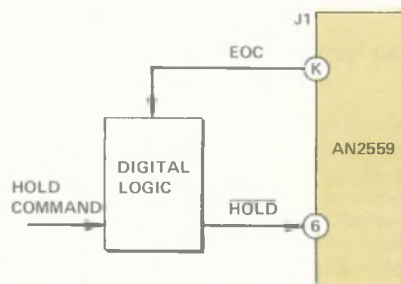 J1
EOC
K
AN2559
DIGITAL
LOGIC
HOLD
COMMAND
HOLD
6